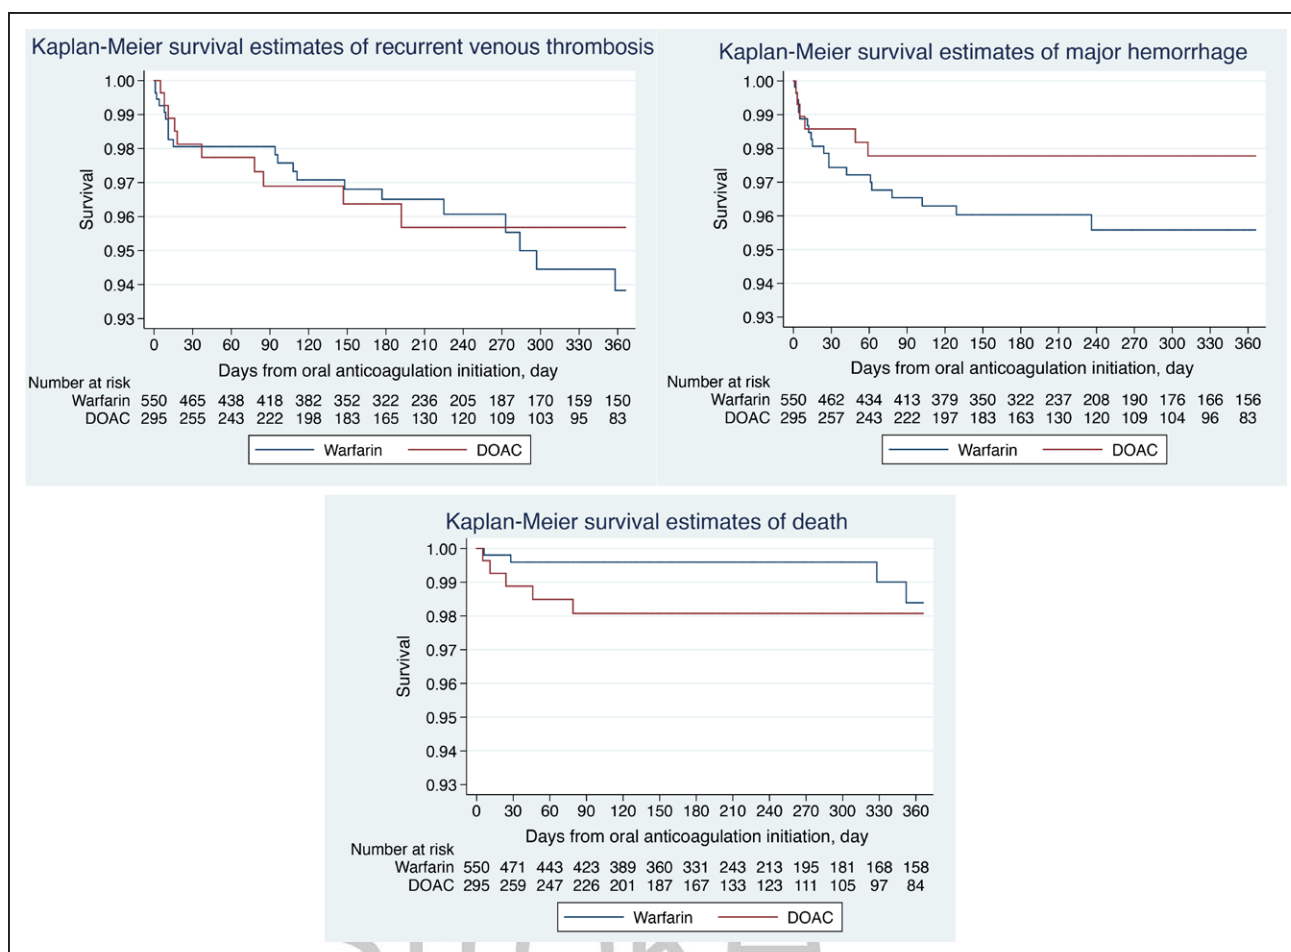 Kaplan-Meier survival estimates of recurrent venous thrombosis
1.00
0.99
0.98
0.97
0.96
0.95
0.94
0.93
Survival
0 30 60 90 120 150 180 210 240 270 300 330 360
Days from oral anticoagulation initiation, day
Number at risk
Warfarin 550 465 438 418 382 352 322 236 205 187 170 159 150
DOAC 295 255 243 222 198 183 165 130 120 109 103 95 83
Warfarin DOAC
Kaplan-Meier survival estimates of major hemorrhage
1.00
0.99
0.98
0.97
0.96
0.95
0.94
0.93
Survival
0 30 60 90 120 150 180 210 240 270 300 330 360
Days from oral anticoagulation initiation, day
Number at risk
Warfarin 550 462 434 413 379 350 322 237 208 190 176 166 156
DOAC 295 257 243 222 197 183 163 130 120 109 104 96 83
Warfarin DOAC
Kaplan-Meier survival estimates of death
1.00
0.99
0.98
0.97
0.96
0.95
0.94
0.93
Survival
0 30 60 90 120 150 180 210 240 270 300 330 360
Days from oral anticoagulation initiation, day
Number at risk
Warfarin 550 471 443 423 389 360 331 243 213 195 181 168 158
DOAC 295 259 247 226 201 187 167 133 123 111 105 97 84
Warfarin DOAC